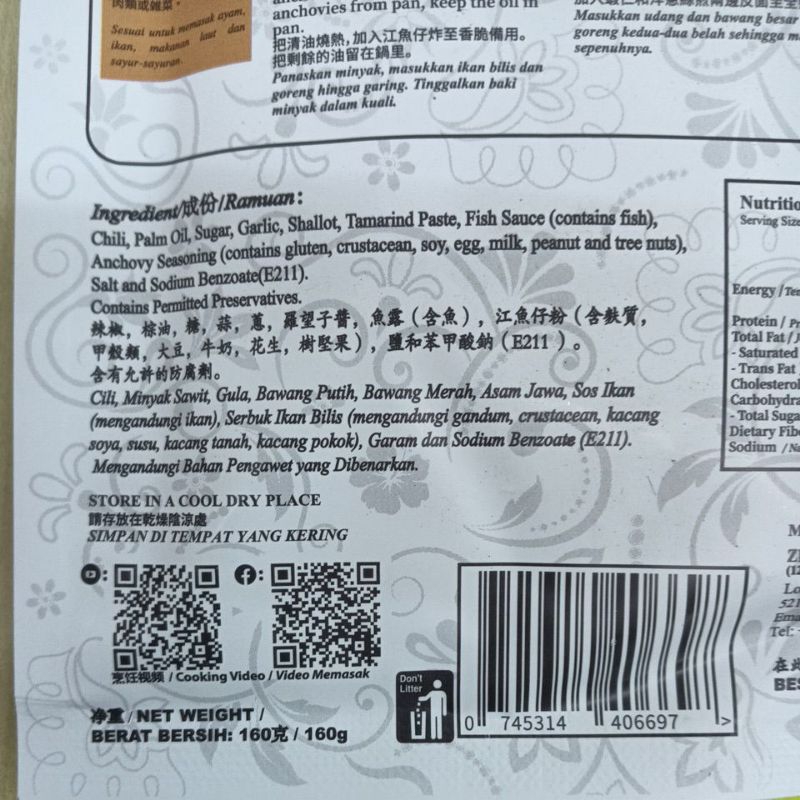 肉類或雜菜。
Sesuai untuk memasak ayam,
ikan, makanan laut dan
sayur-sayuran.
anchovies from pan, keep the oil in
pan.
把清油燒熱,加入江魚仔炸至香脆備用。
把剩餘的油留在鍋里。
Panaskan minyak, masukkan ikan bilis dan
goreng hingga garing. Tinggalkan baki
minyak dalam kuali.
Masukkan udang dan bawang besar
goreng kedua-dua belah sehingga
sepenuhnya.
Ingredient/成份/Ramuan:
Chili, Palm Oil, Sugar, Garlic, Shallot, Tamarind Paste, Fish Sauce (contains fish),
Anchovy Seasoning (contains gluten, crustacean, soy, egg, milk, peanut and tree nuts),
Salt and Sodium Benzoate(E211).
Contains Permitted Preservatives.
辣椒, 棕油, 糖, 蒜, 蔥, 羅望子醬, 魚露(含魚), 江魚仔粉(含麩質,
甲殼類, 大豆, 牛奶, 花生, 樹堅果), 鹽和苯甲酸鈉(E211)。
含有允許的防腐劑。
Cili, Minyak Sawit, Gula, Bawang Putih, Bawang Merah, Asam Jawa, Sos Ikan
(mengandungi ikan), Serbuk Ikan Bilis (mengandungi gandum, crustacean, kacang
soya, susu, kacang tanah, kacang pokok), Garam dan Sodium Benzoate (E211).
Mengandungi Bahan Pengawet yang Dibenarkan.
STORE IN A COOL DRY PLACE
請存放在乾燥陰涼處
SIMPAN DI TEMPAT YANG KERING
烹饪视频 / Cooking Video / Video Memasak
净重 / NET WEIGHT /
BERAT BERSIH: 160克 / 160g
Don't
Litter
0 745314 406697 >
Serving Size
Energy /
Protein /
Total Fat /
- Saturated
- Trans Fat
- Total
Dietary
Sodium /
Tel: